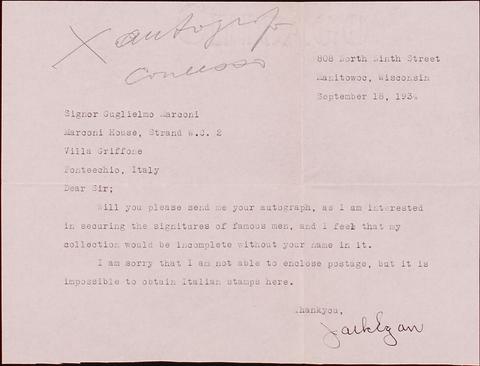 X autografo
concesso
808 North Ninth Street
Manitowoc, Wisconsin
September 18, 1934
Signor Guglielmo Marconi
Marconi House, Strand W.C. 2
Villa Griffone
Pontecchio, Italy
Dear Sir;
Will you please send me your autograph, as I am interested
in securing the signitures of famous men, and I feel that my
collection would be incomplete without your name in it.
I am sorry that I am not able to enclose postage, but it is
impossible to obtain Italian stamps here.
Thankyou,
Jack Egan